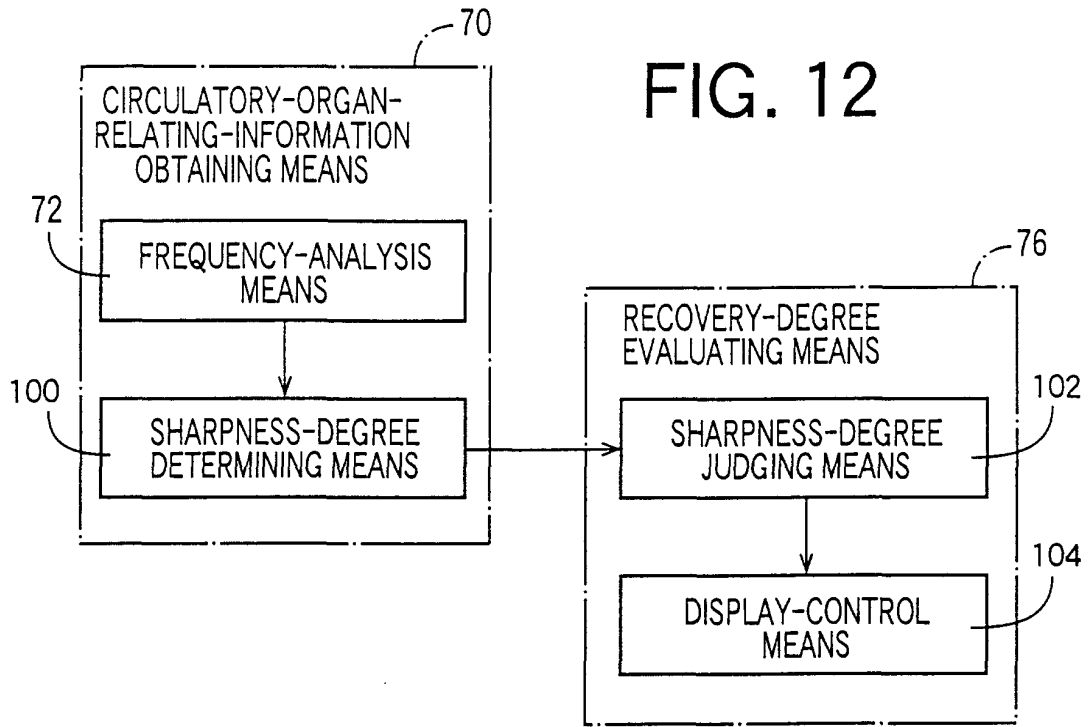 FIG. 12
70
CIRCULATORY-ORGAN-
RELATING-INFORMATION
OBTAINING MEANS
72
FREQUENCY-ANALYSIS
MEANS
100
SHARPNESS-DEGREE
DETERMINING MEANS
76
RECOVERY-DEGREE
EVALUATING MEANS
102
SHARPNESS-DEGREE
JUDGING MEANS
104
DISPLAY-CONTROL
MEANS